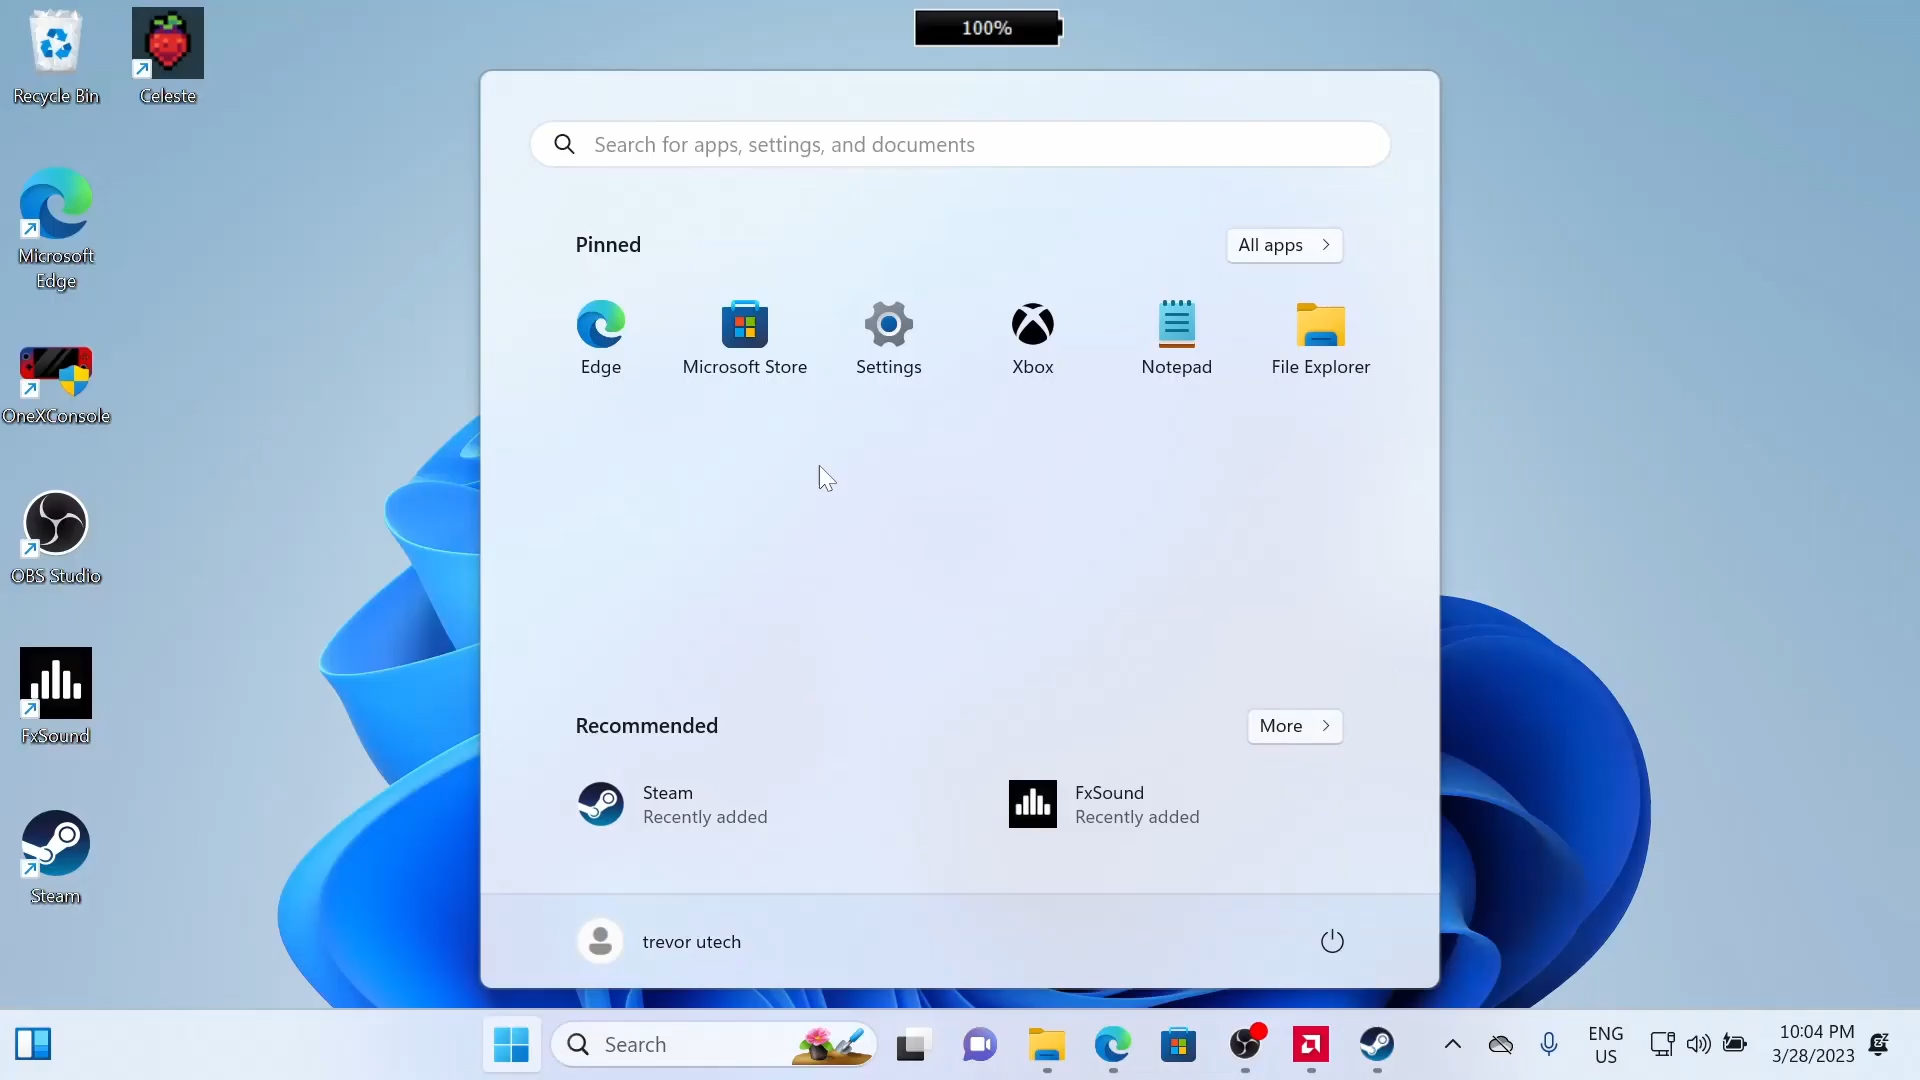 100%
Recycle Bin
Celeste
Microsoft
Edge
OneXConsole
OBS Studio
FxSound
Steam
Search for apps, settings, and documents
Pinned
All apps
Edge
Microsoft Store
Settings
Xbox
Notepad
File Explorer
Recommended
More
Steam
Recently added
FxSound
Recently added
trevor utech
Search
ENG
US
10:04 PM
3/28/2023